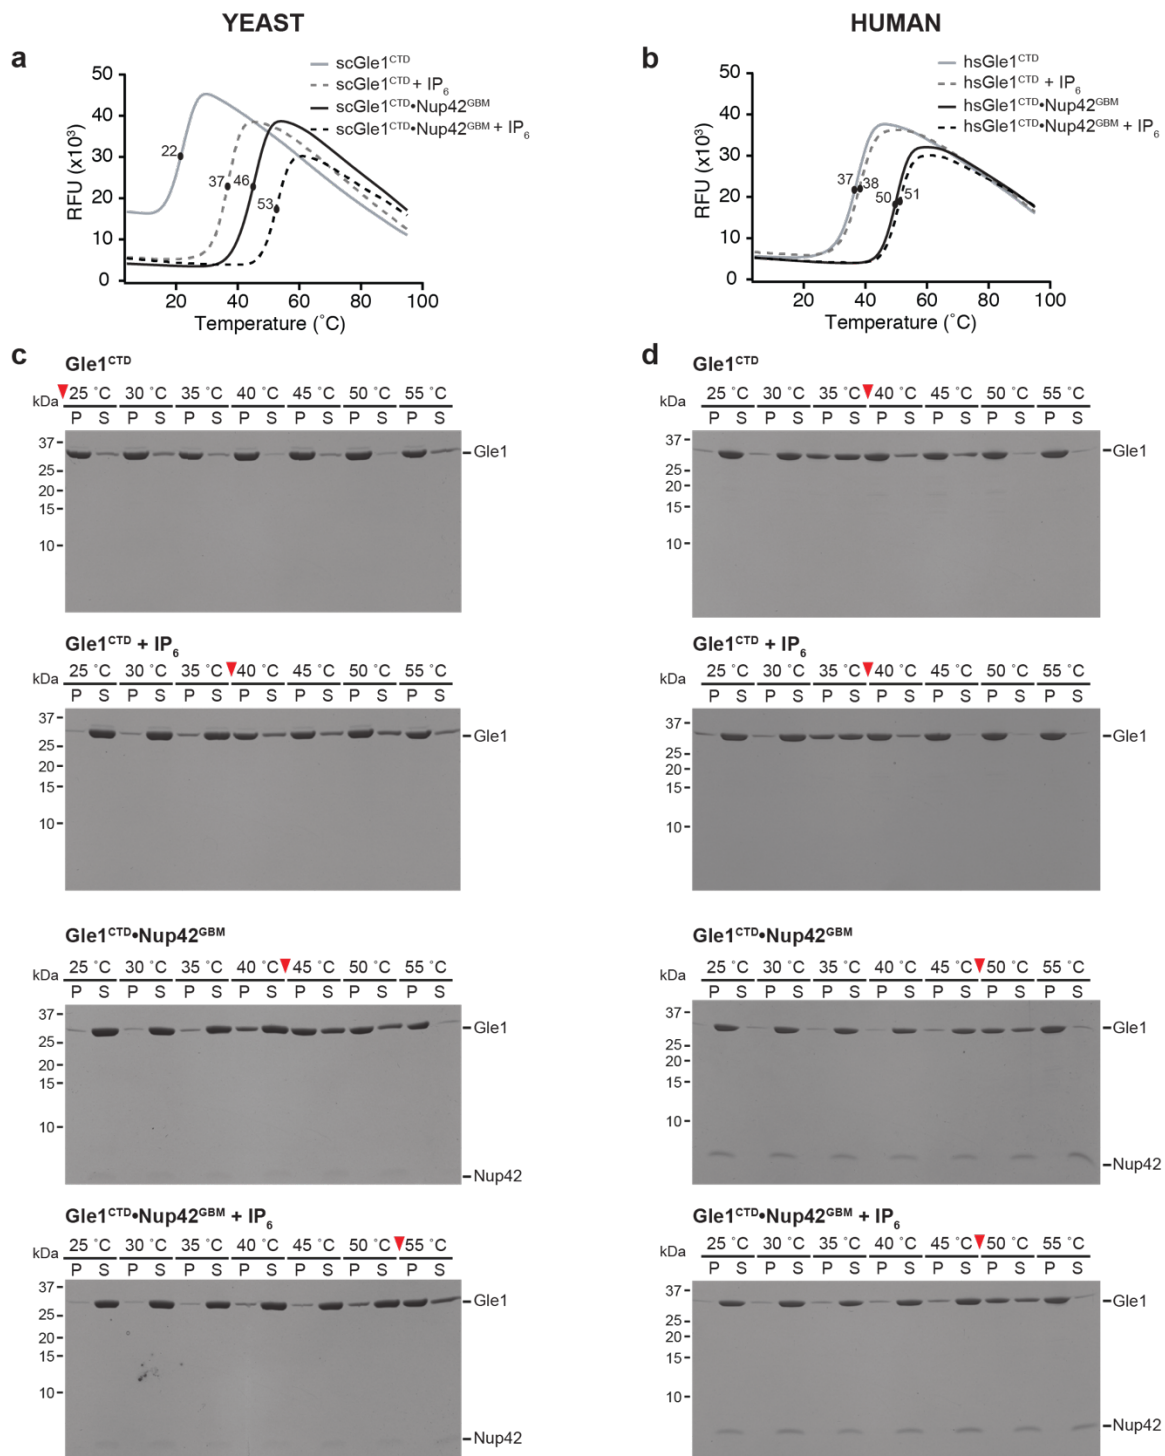 YEAST
HUMAN
a
scGle1CTD
scGle1CTD + IP6
scGle1CTD•Nup42GBM
scGle1CTD•Nup42GBM + IP6
RFU (x10³)
50
40
30
20
10
0
22
37
46
53
20
40
60
80
100
Temperature (˚C)
b
hsGle1CTD
hsGle1CTD + IP6
hsGle1CTD•Nup42GBM
hsGle1CTD•Nup42GBM + IP6
RFU (x10³)
50
40
30
20
10
0
37
38
50
51
20
40
60
80
100
Temperature (˚C)
c
Gle1CTD
25 ˚C 30 ˚C 35 ˚C 40 ˚C 45 ˚C 50 ˚C 55 ˚C
kDa
P S P S P S P S P S P S P S
37
25
20
15
10
Gle1
Gle1CTD + IP6
25 ˚C 30 ˚C 35 ˚C 40 ˚C 45 ˚C 50 ˚C 55 ˚C
kDa
P S P S P S P S P S P S P S
37
25
20
15
10
Gle1
Gle1CTD•Nup42GBM
25 ˚C 30 ˚C 35 ˚C 40 ˚C 45 ˚C 50 ˚C 55 ˚C
kDa
P S P S P S P S P S P S P S
37
25
20
15
10
Gle1
Nup42
Gle1CTD•Nup42GBM + IP6
25 ˚C 30 ˚C 35 ˚C 40 ˚C 45 ˚C 50 ˚C 55 ˚C
kDa
P S P S P S P S P S P S P S
37
25
20
15
10
Gle1
Nup42
d
Gle1CTD
25 ˚C 30 ˚C 35 ˚C 40 ˚C 45 ˚C 50 ˚C 55 ˚C
kDa
P S P S P S P S P S P S P S
37
25
20
15
10
Gle1
Gle1CTD + IP6
25 ˚C 30 ˚C 35 ˚C 40 ˚C 45 ˚C 50 ˚C 55 ˚C
kDa
P S P S P S P S P S P S P S
37
25
20
15
10
Gle1
Gle1CTD•Nup42GBM
25 ˚C 30 ˚C 35 ˚C 40 ˚C 45 ˚C 50 ˚C 55 ˚C
kDa
P S P S P S P S P S P S P S
37
25
20
15
10
Gle1
Nup42
Gle1CTD•Nup42GBM + IP6
25 ˚C 30 ˚C 35 ˚C 40 ˚C 45 ˚C 50 ˚C 55 ˚C
kDa
P S P S P S P S P S P S P S
37
25
20
15
10
Gle1
Nup42